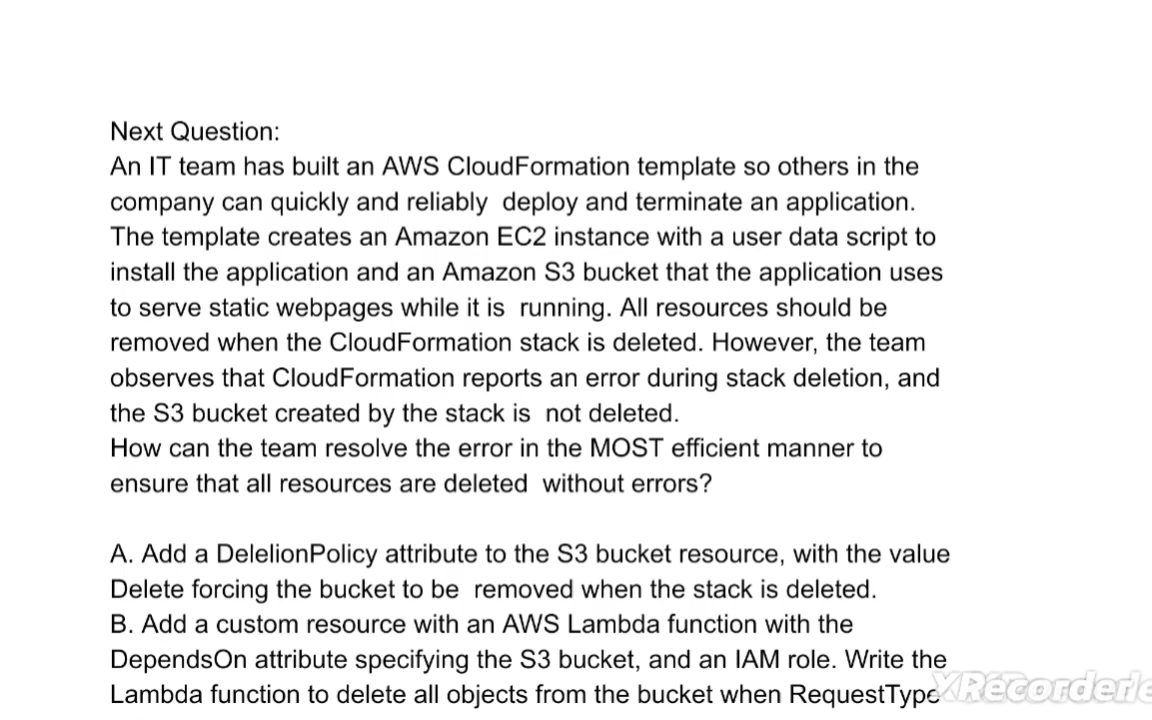 Next Question:
An IT team has built an AWS CloudFormation template so others in the
company can quickly and reliably  deploy and terminate an application.
The template creates an Amazon EC2 instance with a user data script to
install the application and an Amazon S3 bucket that the application uses
to serve static webpages while it is  running. All resources should be
removed when the CloudFormation stack is deleted. However, the team
observes that CloudFormation reports an error during stack deletion, and
the S3 bucket created by the stack is  not deleted.
How can the team resolve the error in the MOST efficient manner to
ensure that all resources are deleted  without errors?
A. Add a DelelionPolicy attribute to the S3 bucket resource, with the value
Delete forcing the bucket to be  removed when the stack is deleted.
B. Add a custom resource with an AWS Lambda function with the
DependsOn attribute specifying the S3 bucket, and an IAM role. Write the
Lambda function to delete all objects from the bucket when RequestType
XRecorder